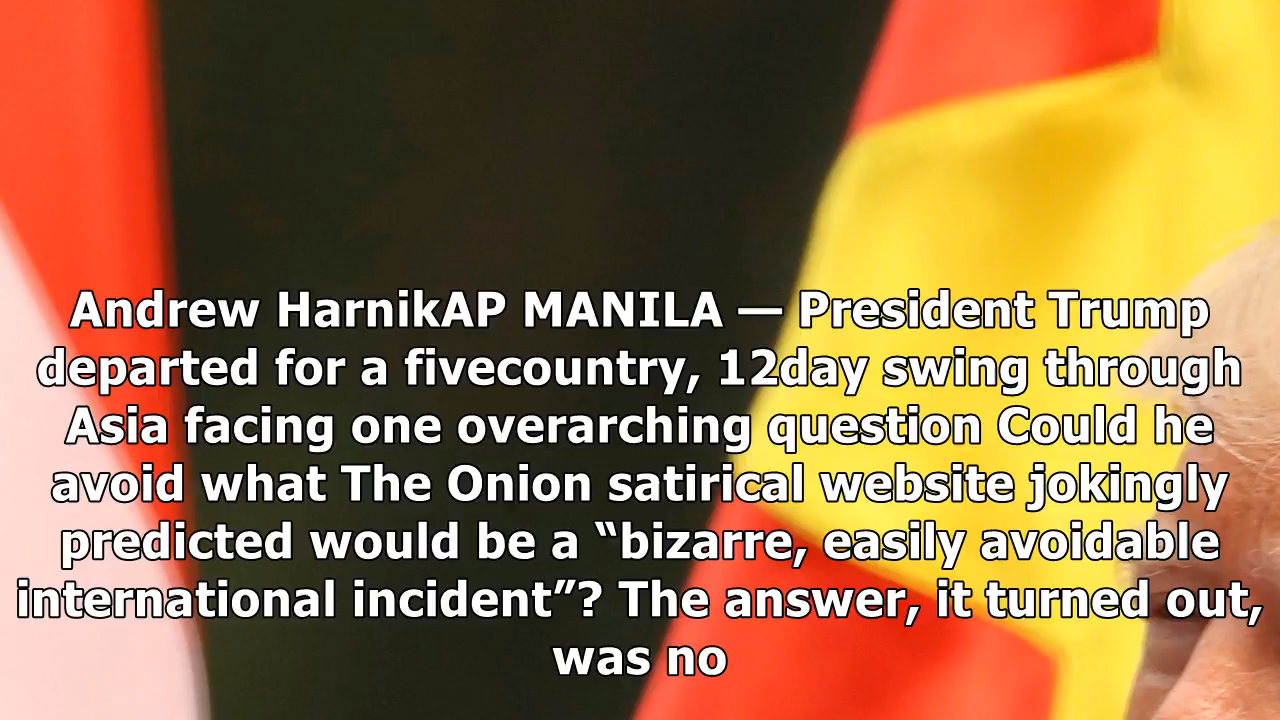 Andrew HarnikAP MANILA — President Trump
departed for a fivecountry, 12day swing through
Asia facing one overarching question Could he
avoid what The Onion satirical website jokingly
predicted would be a “bizarre, easily avoidable
international incident”? The answer, it turned out,
was no